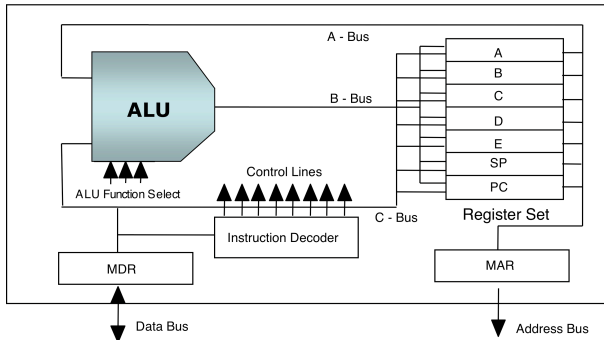 A - Bus
A
B
B - Bus
C
ALU
D
E
Control Lines
SP
ALU Function Select
PC
C - Bus
Register Set
Instruction Decoder
MDR
MAR
Data Bus
Address Bus